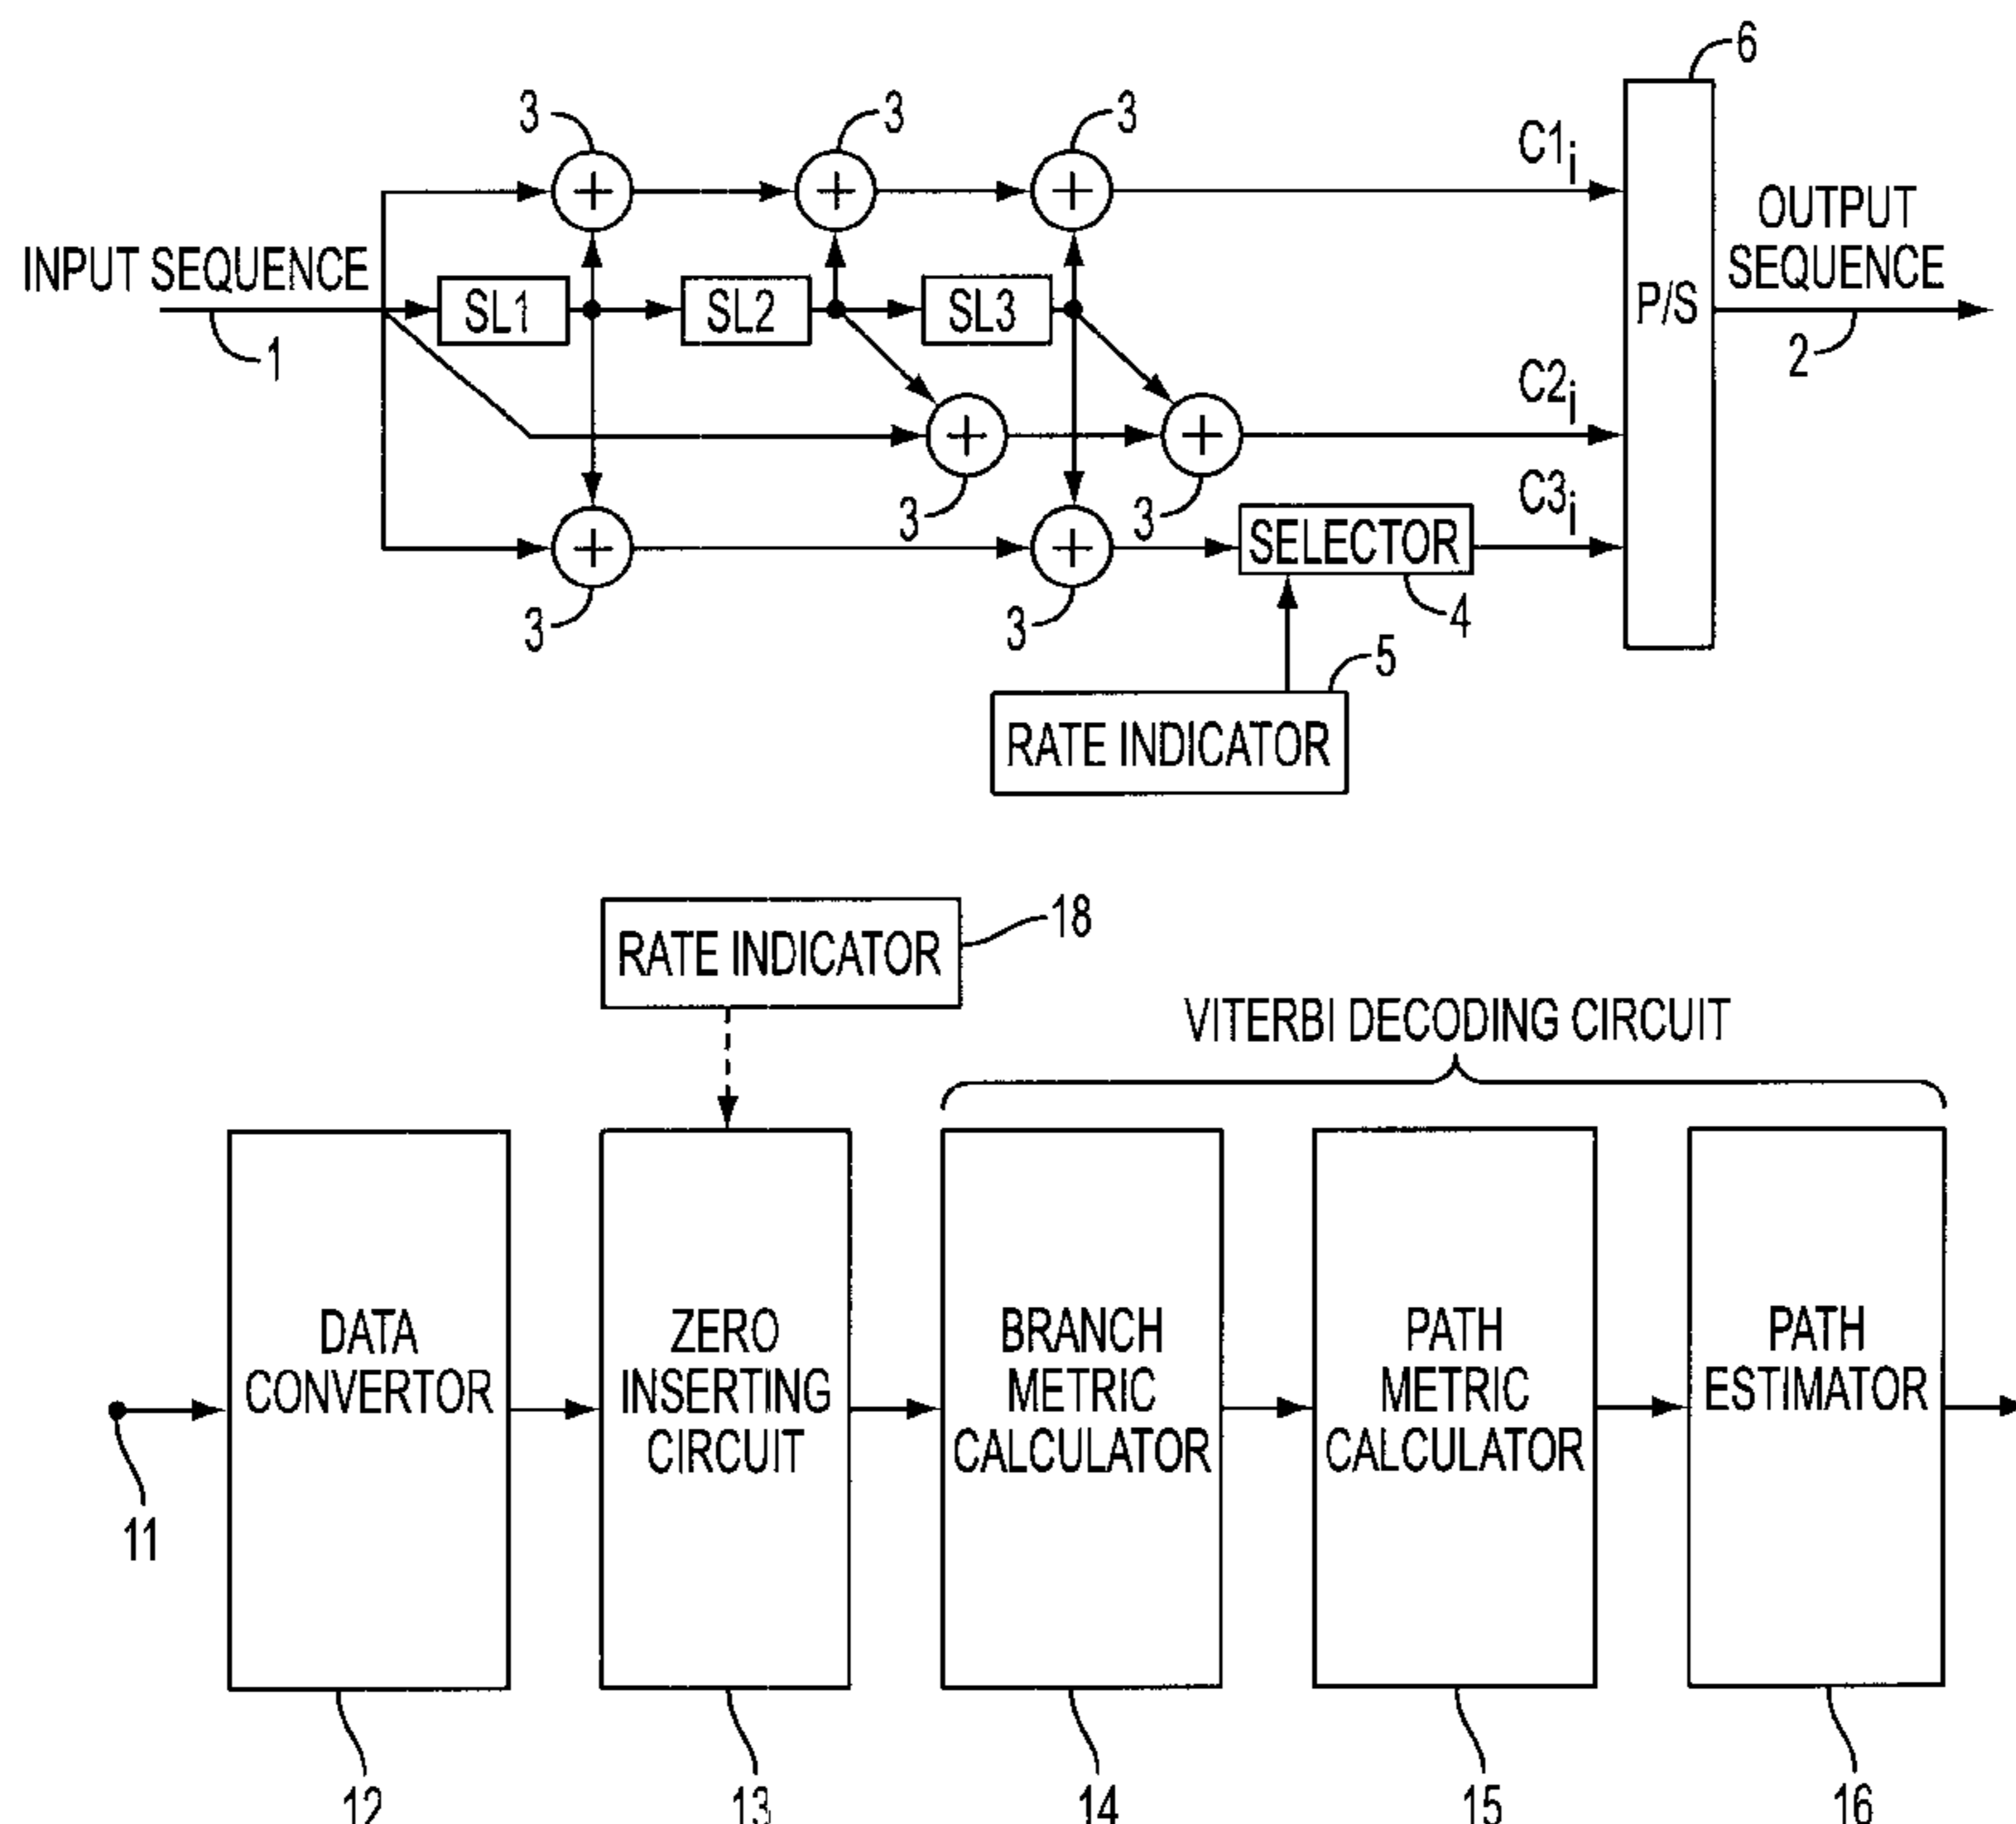 6
3 3 3
C1i
INPUT SEQUENCE
OUTPUT
SEQUENCE
SL1 SL2 SL3
P/S
1
2
C2i
+ + + + + + +
3 3
C3i
SELECTOR
3 3
4
5
RATE INDICATOR
RATE INDICATOR
18
VITERBI DECODING CIRCUIT
DATA
CONVERTOR
ZERO
INSERTING
CIRCUIT
BRANCH
METRIC
CALCULATOR
PATH
METRIC
CALCULATOR
PATH
ESTIMATOR
11
12 13 14 15 16